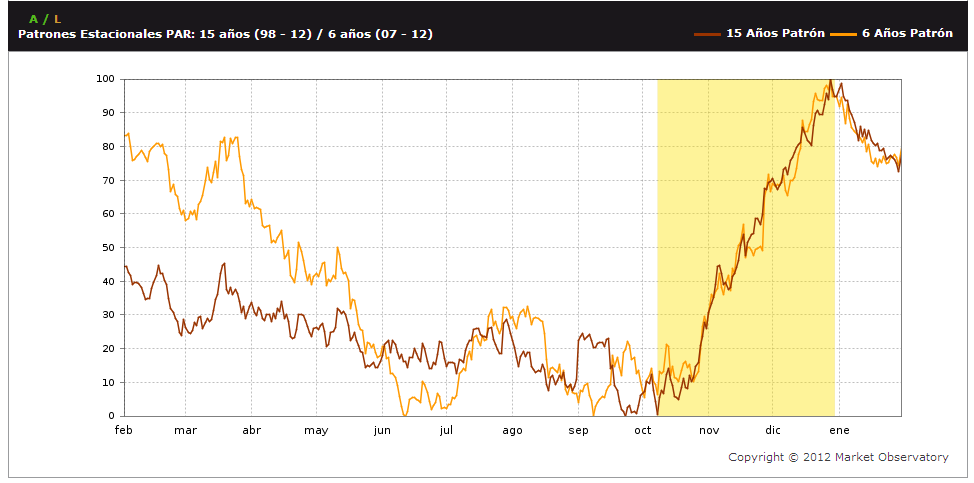 A / L
Patrones Estacionales PAR: 15 años (98 - 12) / 6 años (07 - 12)
15 Años Patrón 6 Años Patrón
100
90
80
70
60
50
40
30
20
10
0
feb mar abr may jun jul ago sep oct nov dic ene
Copyright © 2012 Market Observatory